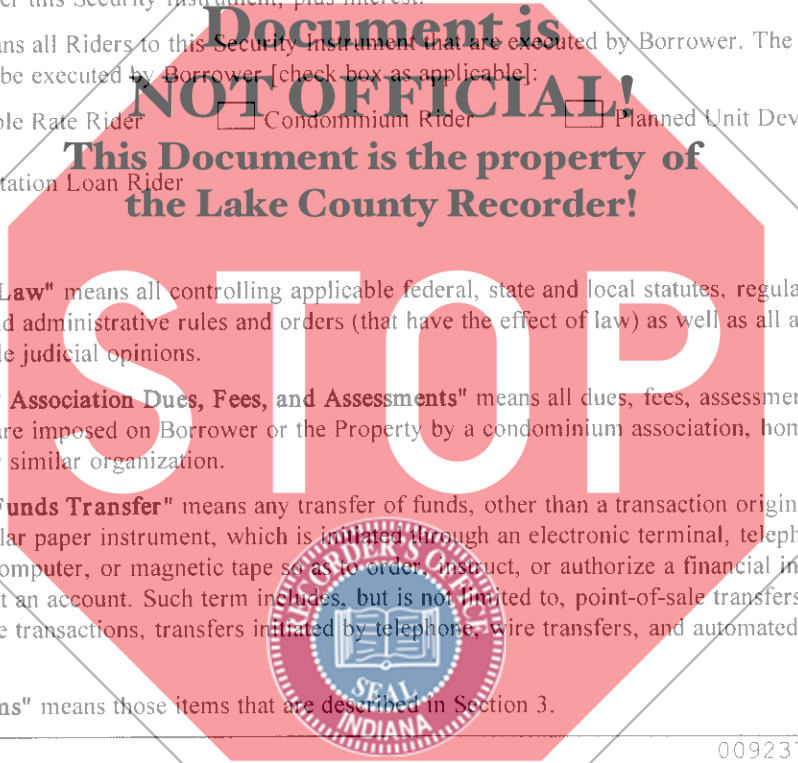 er this Security Instrument, plus interest.
Document is
ns all Riders to this Security Instrument that are executed by Borrower. The
be executed by Borrower [check box as applicable]:
NOT OFFICIAL!
ble Rate Rider Condominium Rider Planned Unit Dev
This Document is the property of
tation Loan Rider
the Lake County Recorder!
Law" means all controlling applicable federal, state and local statutes, regula
d administrative rules and orders (that have the effect of law) as well as all a
le judicial opinions.
STOP
Association Dues, Fees, and Assessments" means all dues, fees, assessmen
are imposed on Borrower or the Property by a condominium association, hom
similar organization.
Funds Transfer" means any transfer of funds, other than a transaction origin
lar paper instrument, which is initiated through an electronic terminal, teleph
omputer, or magnetic tape so as to order, instruct, or authorize a financial in
t an account. Such term includes, but is not limited to, point-of-sale transfers
e transactions, transfers initiated by telephone, wire transfers, and automated
RECORDER'S OFFICE
SEAL
INDIANA
ms" means those items that are described in Section 3.
00923